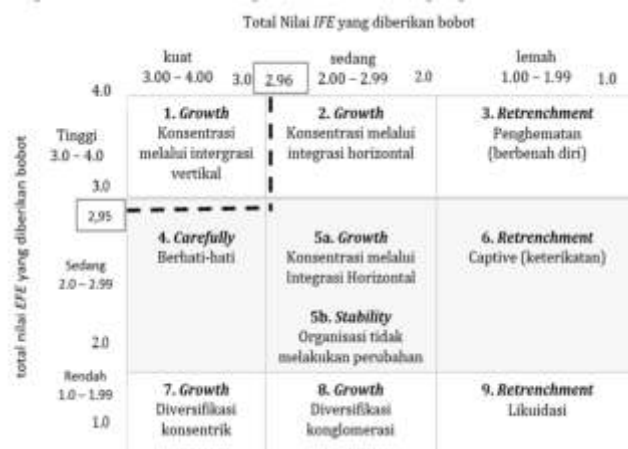 Total Nilai IFE yang diberikan bobot
kuat
3.00 – 4.00
3.0
2.96
sedang
2.00 – 2.99
2.0
lemah
1.00 – 1.99
1.0
total nilai EFE yang diberikan bobot
4.0
Tinggi
3.0 – 4.0
3.0
2,95
Sedang
2.0 – 2.99
2.0
Rendah
1.0 – 1.99
1.0
1. Growth
Konsentrasi
melalui intergrasi
vertikal
2. Growth
Konsentrasi melalui
integrasi horizontal
3. Retrenchment
Penghematan
(berbenah diri)
4. Carefully
Berhati-hati
5a. Growth
Konsentrasi melalui
Integrasi Horizontal
5b. Stability
Organisasi tidak
melakukan perubahan
6. Retrenchment
Captive (keterikatan)
7. Growth
Diversifikasi
konsentrik
8. Growth
Diversifikasi
konglomerasi
9. Retrenchment
Likuidasi